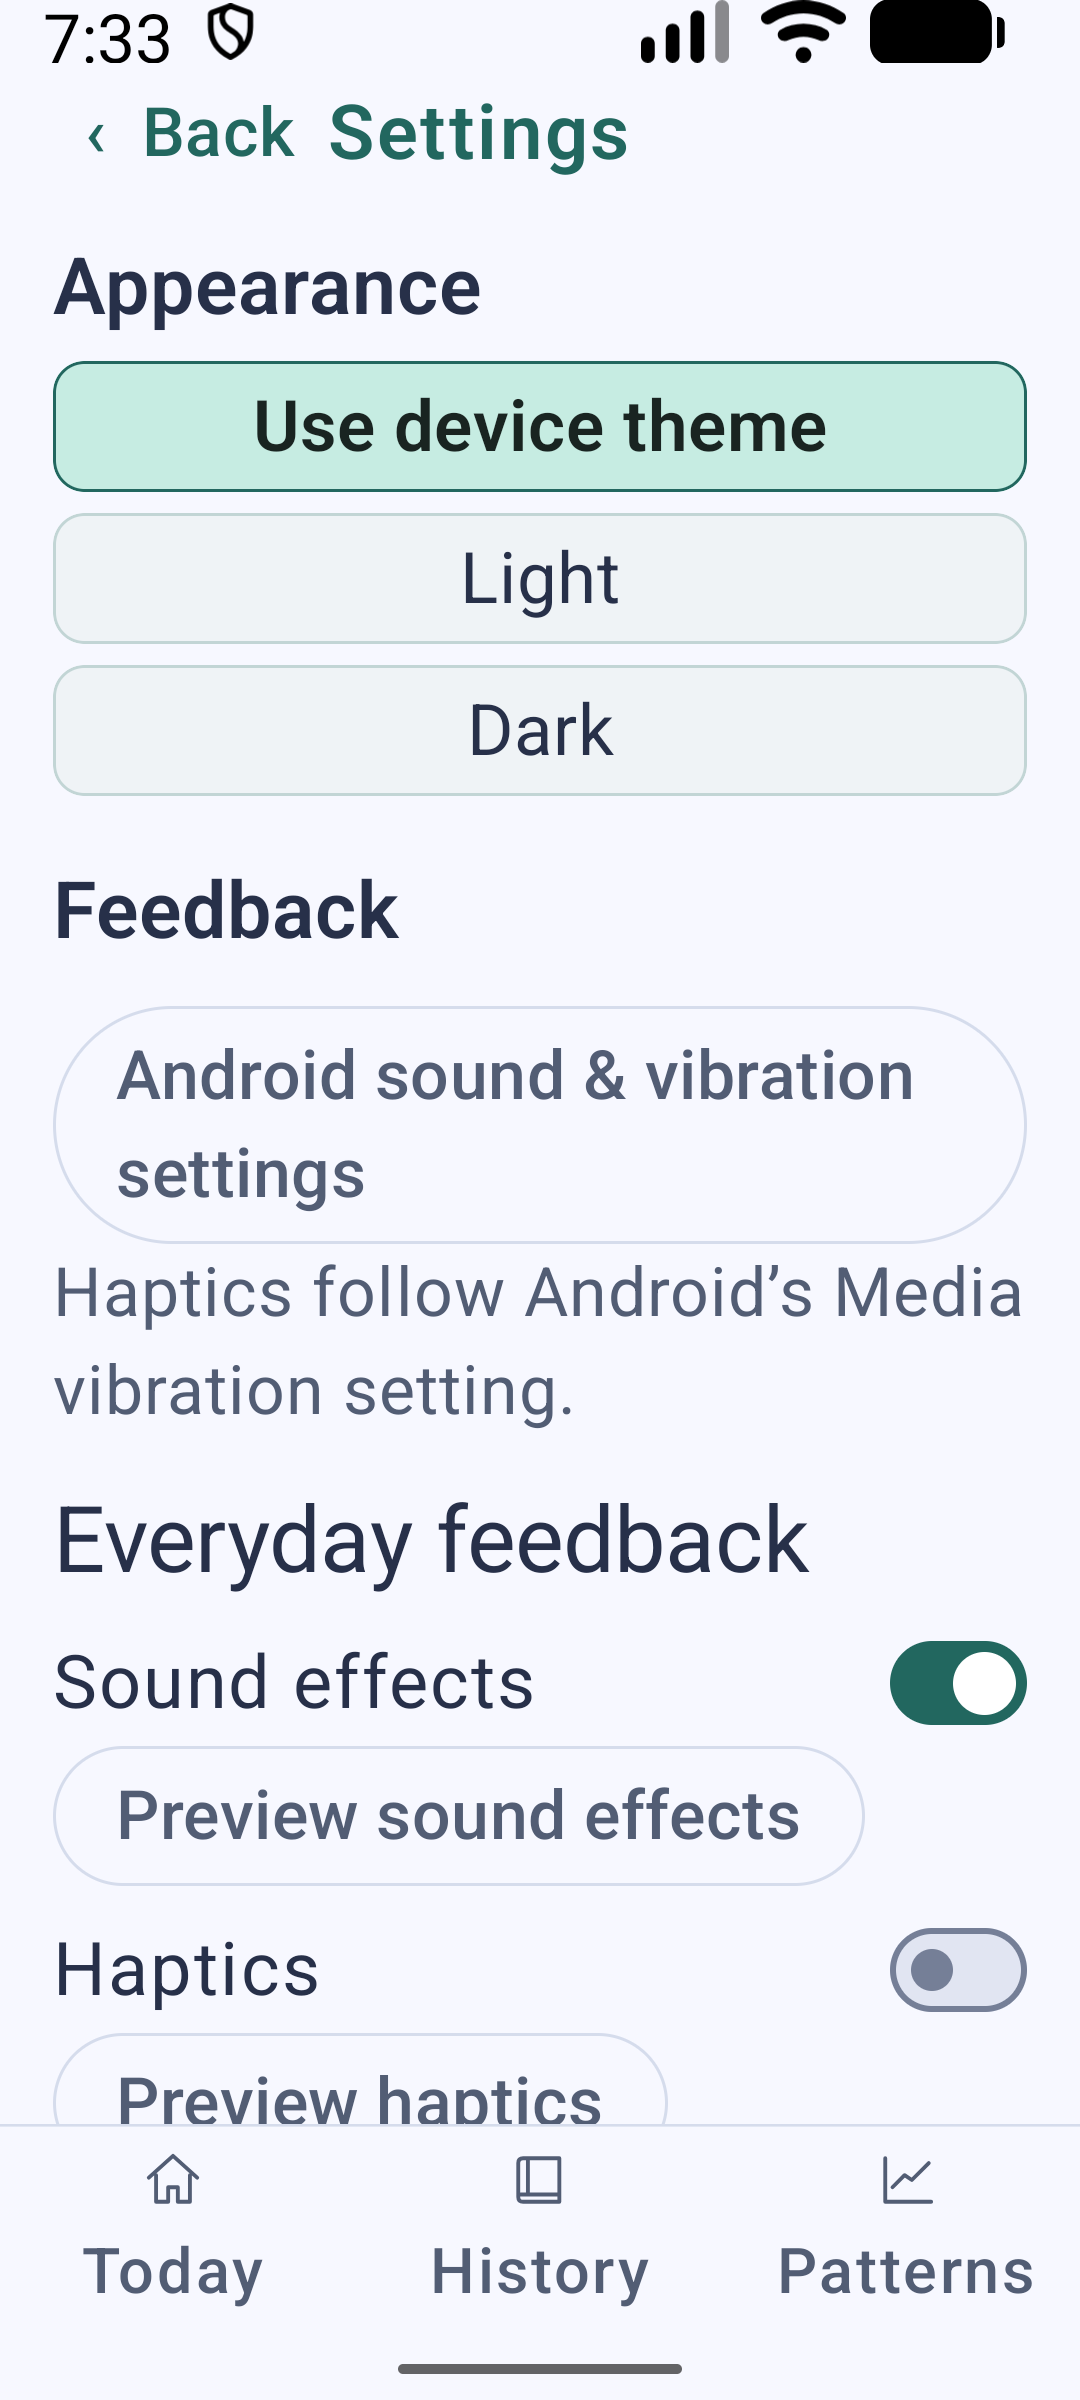 7:33
‹ Back Settings
Appearance
Use device theme
Light
Dark
Feedback
Android sound & vibration
settings
Haptics follow Android’s Media
vibration setting.
Everyday feedback
Sound effects
Preview sound effects
Haptics
Preview haptics
Today History Patterns